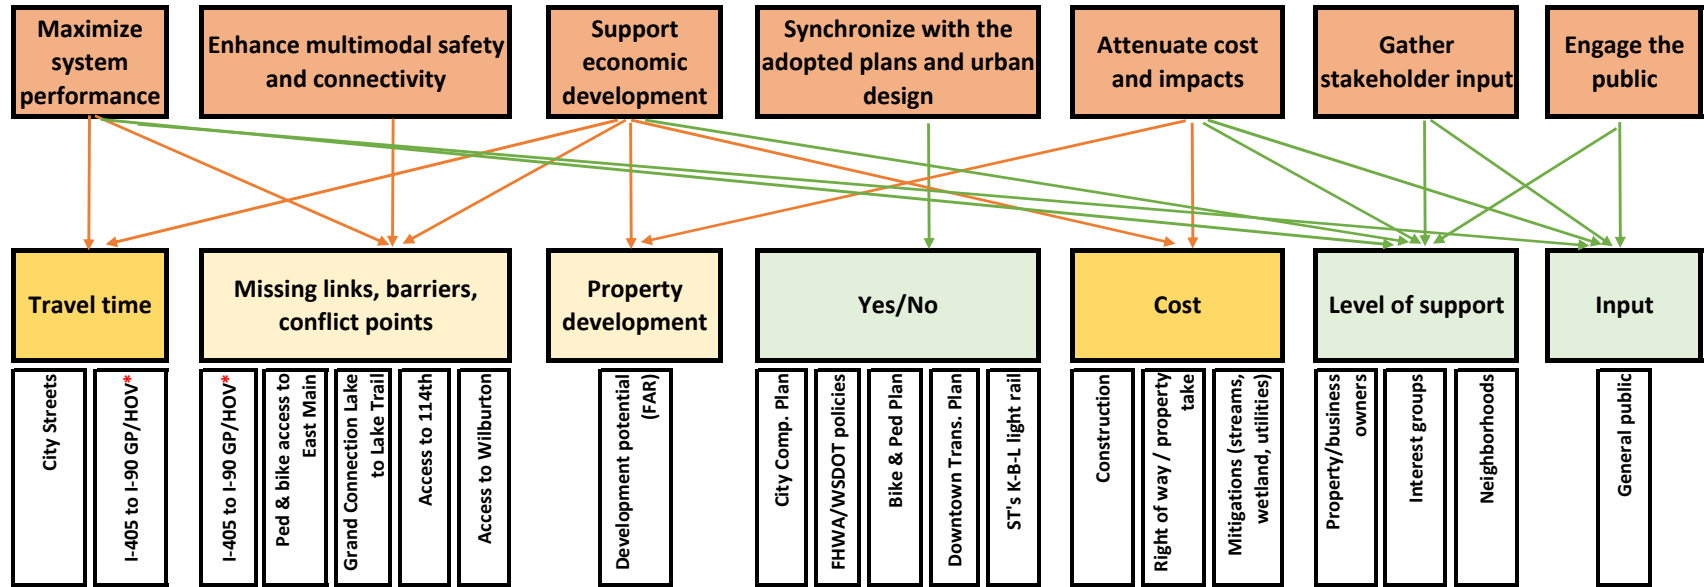 Maximize
system
performance
Enhance multimodal safety
and connectivity
Support
economic
development
Synchronize with the
adopted plans and urban
design
Attenuate cost
and impacts
Gather
stakeholder input
Engage the
public
Travel time
Missing links, barriers,
conflict points
Property
development
Yes/No
Cost
Level of support
Input
City Streets
I-405 to I-90 GP/HOV*
I-405 to I-90 GP/HOV*
Ped & bike access to
East Main
Grand Connection Lake
to Lake Trail
Access to 114th
Access to Wilburton
Development potential
(FAR)
City Comp. Plan
FHWA/WSDOT policies
Bike & Ped Plan
Downtown Trans. Plan
ST's K-B-L light rail
Construction
Right of way / property
take
Mitigations (streams,
wetland, utilities)
Property/business
owners
Interest groups
Neighborhoods
General public